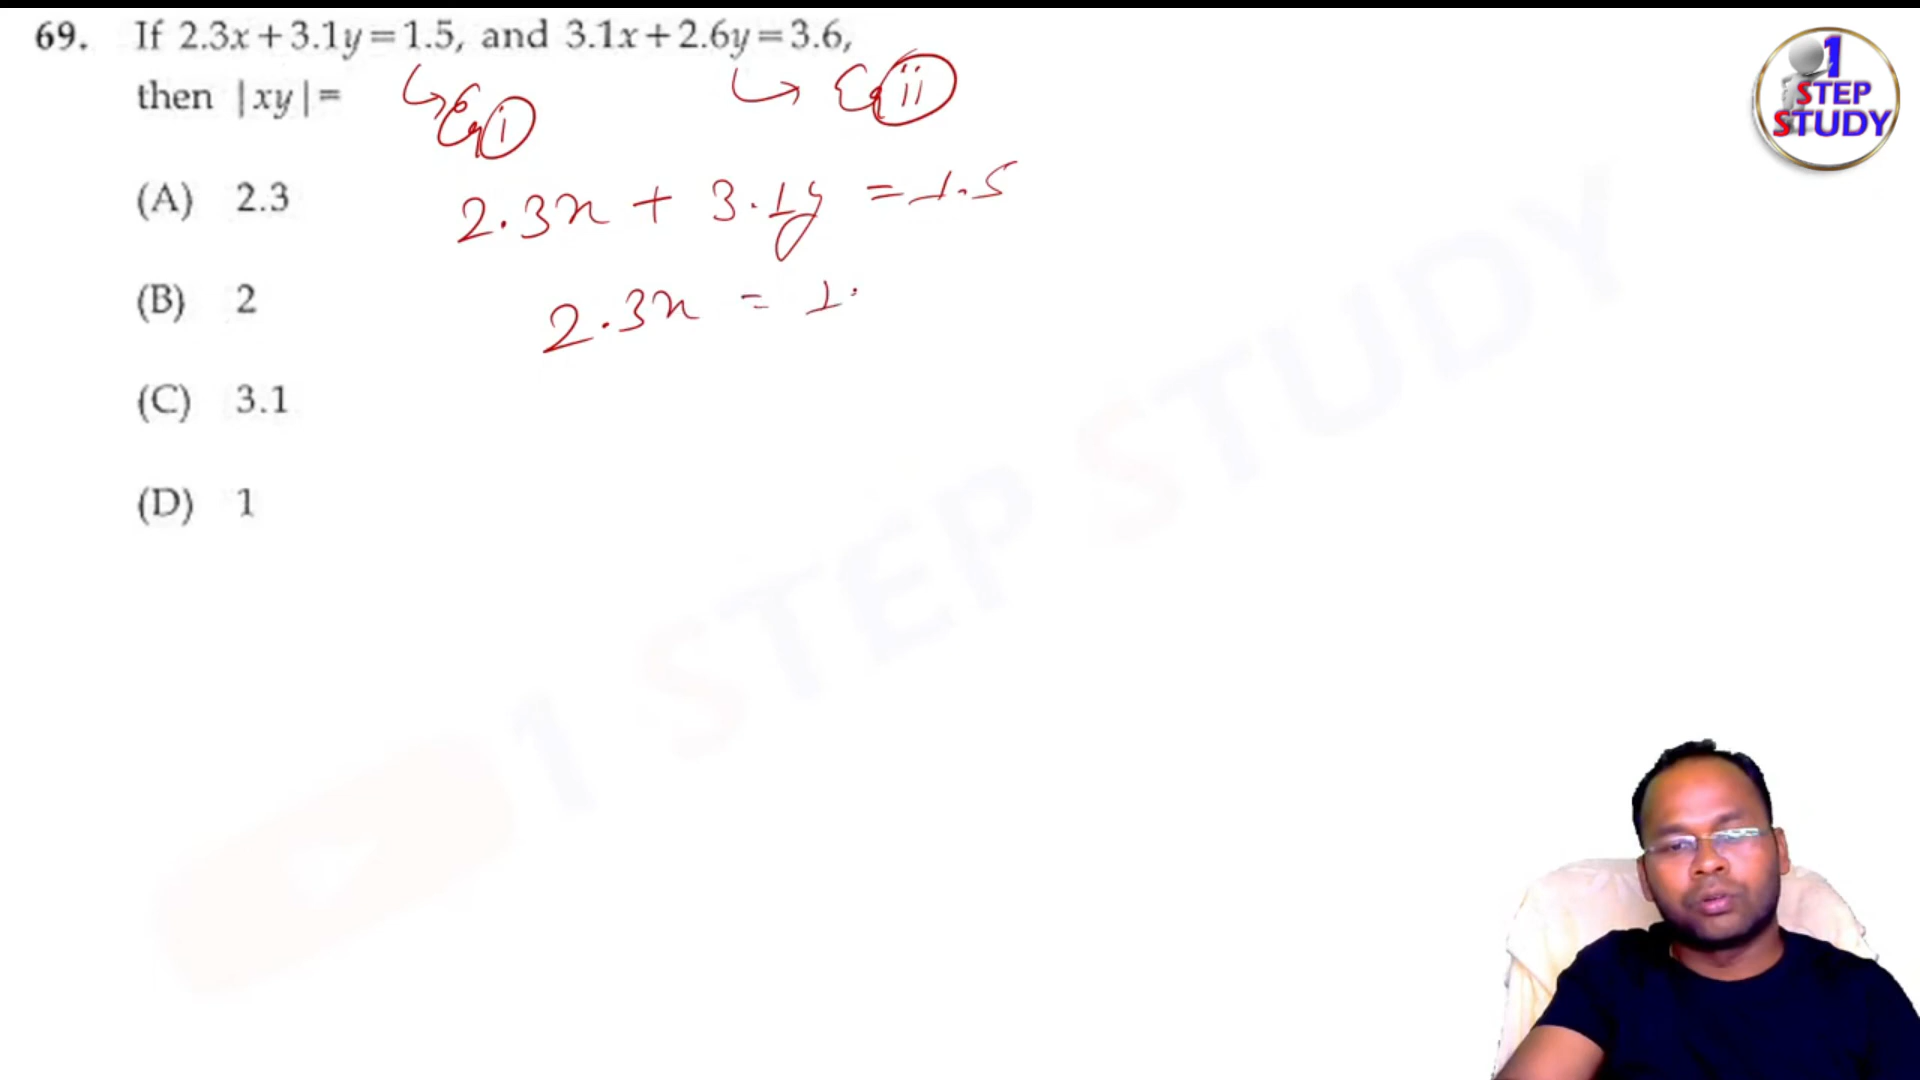 69. If 2.3x+3.1y=1.5, and 3.1x+2.6y=3.6,
then |xy|=
Eq i
Eq ii
(A) 2.3
(B) 2
(C) 3.1
(D) 1
2.3x + 3.1y = 1.5
2.3x = 1.
1
STEP
STUDY
1 STEP STUDY